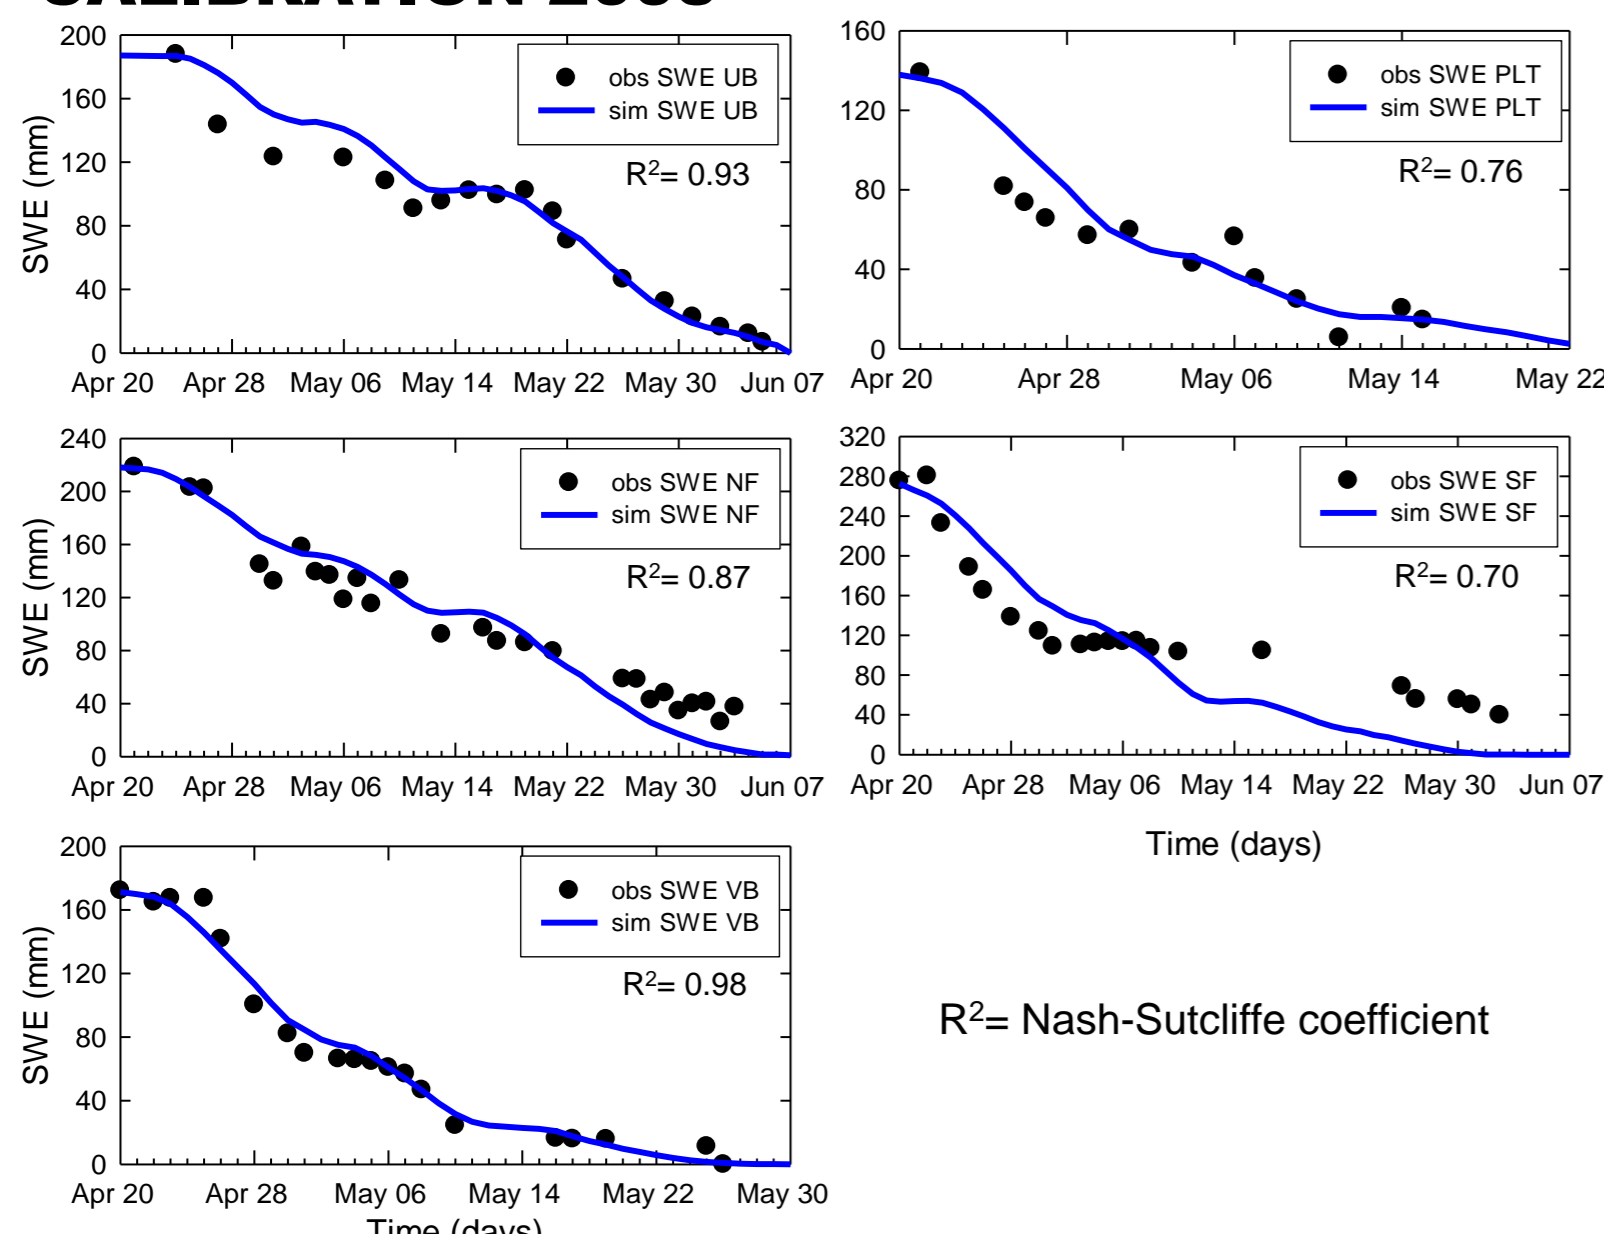 200
160
120
80
40
0
SWE (mm)
obs SWE UB
sim SWE UB
R²= 0.93
Apr 20 Apr 28 May 06 May 14 May 22 May 30 Jun 07
160
120
80
40
0
obs SWE PLT
sim SWE PLT
R²= 0.76
Apr 20 Apr 28 May 06 May 14 May 22
240
200
160
120
80
40
0
SWE (mm)
obs SWE NF
sim SWE NF
R²= 0.87
Apr 20 Apr 28 May 06 May 14 May 22 May 30 Jun 07
320
280
240
200
160
120
80
40
0
obs SWE SF
sim SWE SF
R²= 0.70
Apr 20 Apr 28 May 06 May 14 May 22 May 30 Jun 07
Time (days)
200
160
120
80
40
0
SWE (mm)
obs SWE VB
sim SWE VB
R²= 0.98
Apr 20 Apr 28 May 06 May 14 May 22 May 30
Time (days)
R²= Nash-Sutcliffe coefficient